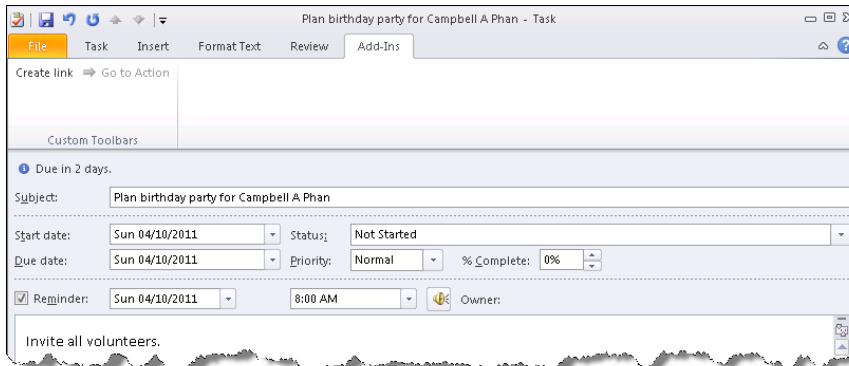 Plan birthday party for Campbell A Phan - Task
File Task Insert Format Text Review Add-Ins
Create link Go to Action
Custom Toolbars
Due in 2 days.
Subject: Plan birthday party for Campbell A Phan
Start date: Sun 04/10/2011 Status: Not Started
Due date: Sun 04/10/2011 Priority: Normal % Complete: 0%
Reminder: Sun 04/10/2011 8:00 AM Owner:
Invite all volunteers.